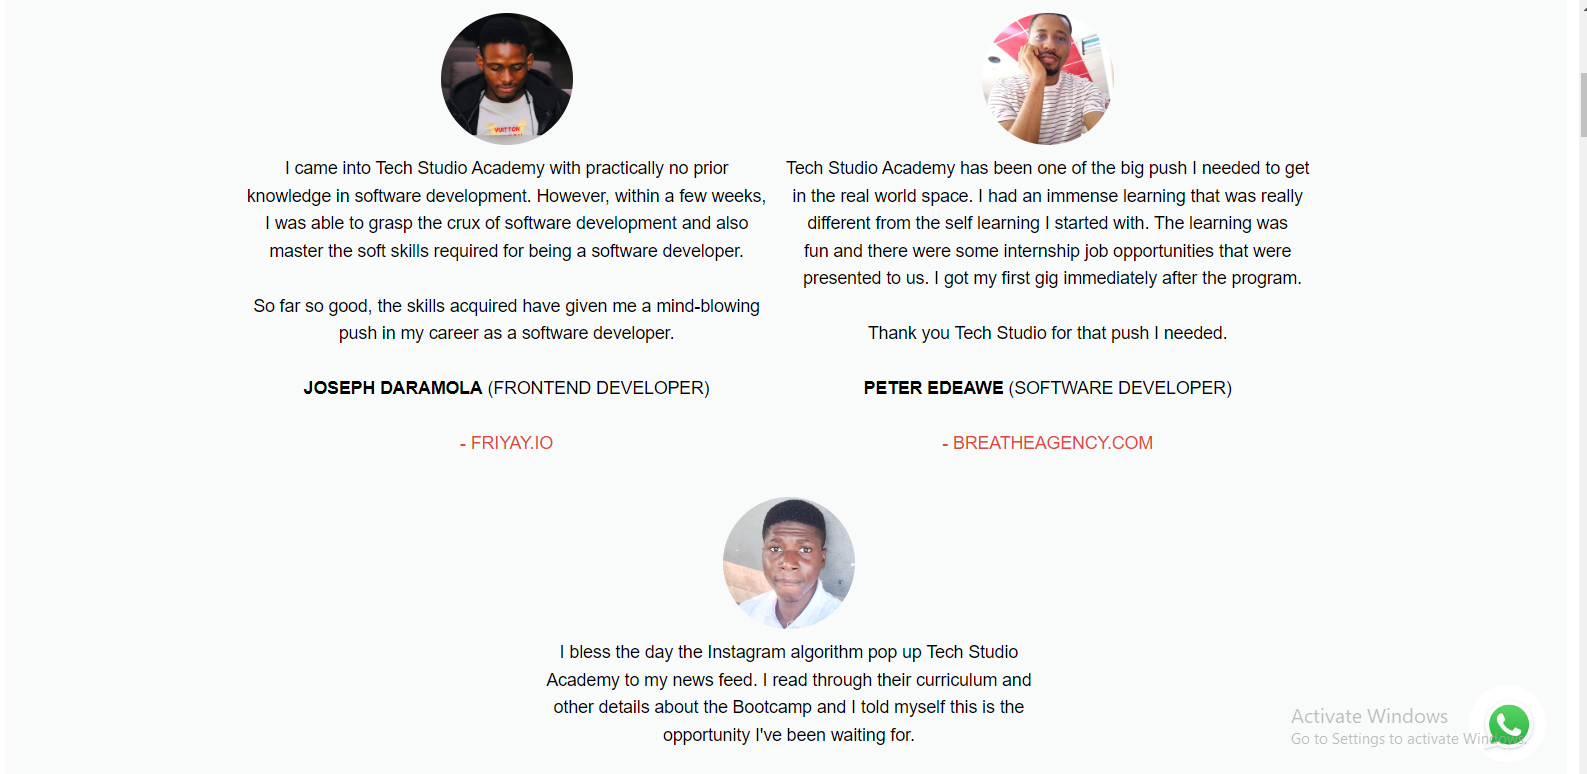 VUITTON
I came into Tech Studio Academy with practically no prior
knowledge in software development. However, within a few weeks,
I was able to grasp the crux of software development and also
master the soft skills required for being a software developer.
So far so good, the skills acquired have given me a mind-blowing
push in my career as a software developer.
JOSEPH DARAMOLA (FRONTEND DEVELOPER)
- FRIYAY.IO
Tech Studio Academy has been one of the big push I needed to get
in the real world space. I had an immense learning that was really
different from the self learning I started with. The learning was
fun and there were some internship job opportunities that were
presented to us. I got my first gig immediately after the program.
Thank you Tech Studio for that push I needed.
PETER EDEAWE (SOFTWARE DEVELOPER)
- BREATHEAGENCY.COM
I bless the day the Instagram algorithm pop up Tech Studio
Academy to my news feed. I read through their curriculum and
other details about the Bootcamp and I told myself this is the
opportunity I've been waiting for.
Activate Windows
Go to Settings to activate Windows.